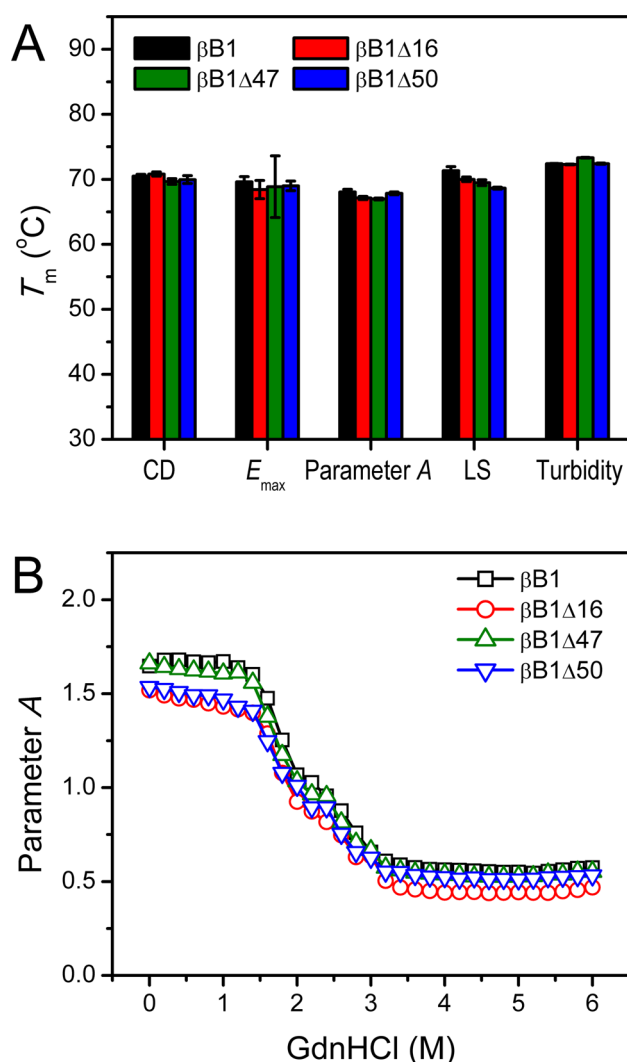 A
βB1 βB1Δ16
βB1Δ47 βB1Δ50
90
80
70
60
50
40
30
Tm (°C)
CD Emax Parameter A LS Turbidity
B
βB1
βB1Δ16
βB1Δ47
βB1Δ50
2.0
1.5
1.0
0.5
0.0
Parameter A
0 1 2 3 4 5 6
GdnHCl (M)